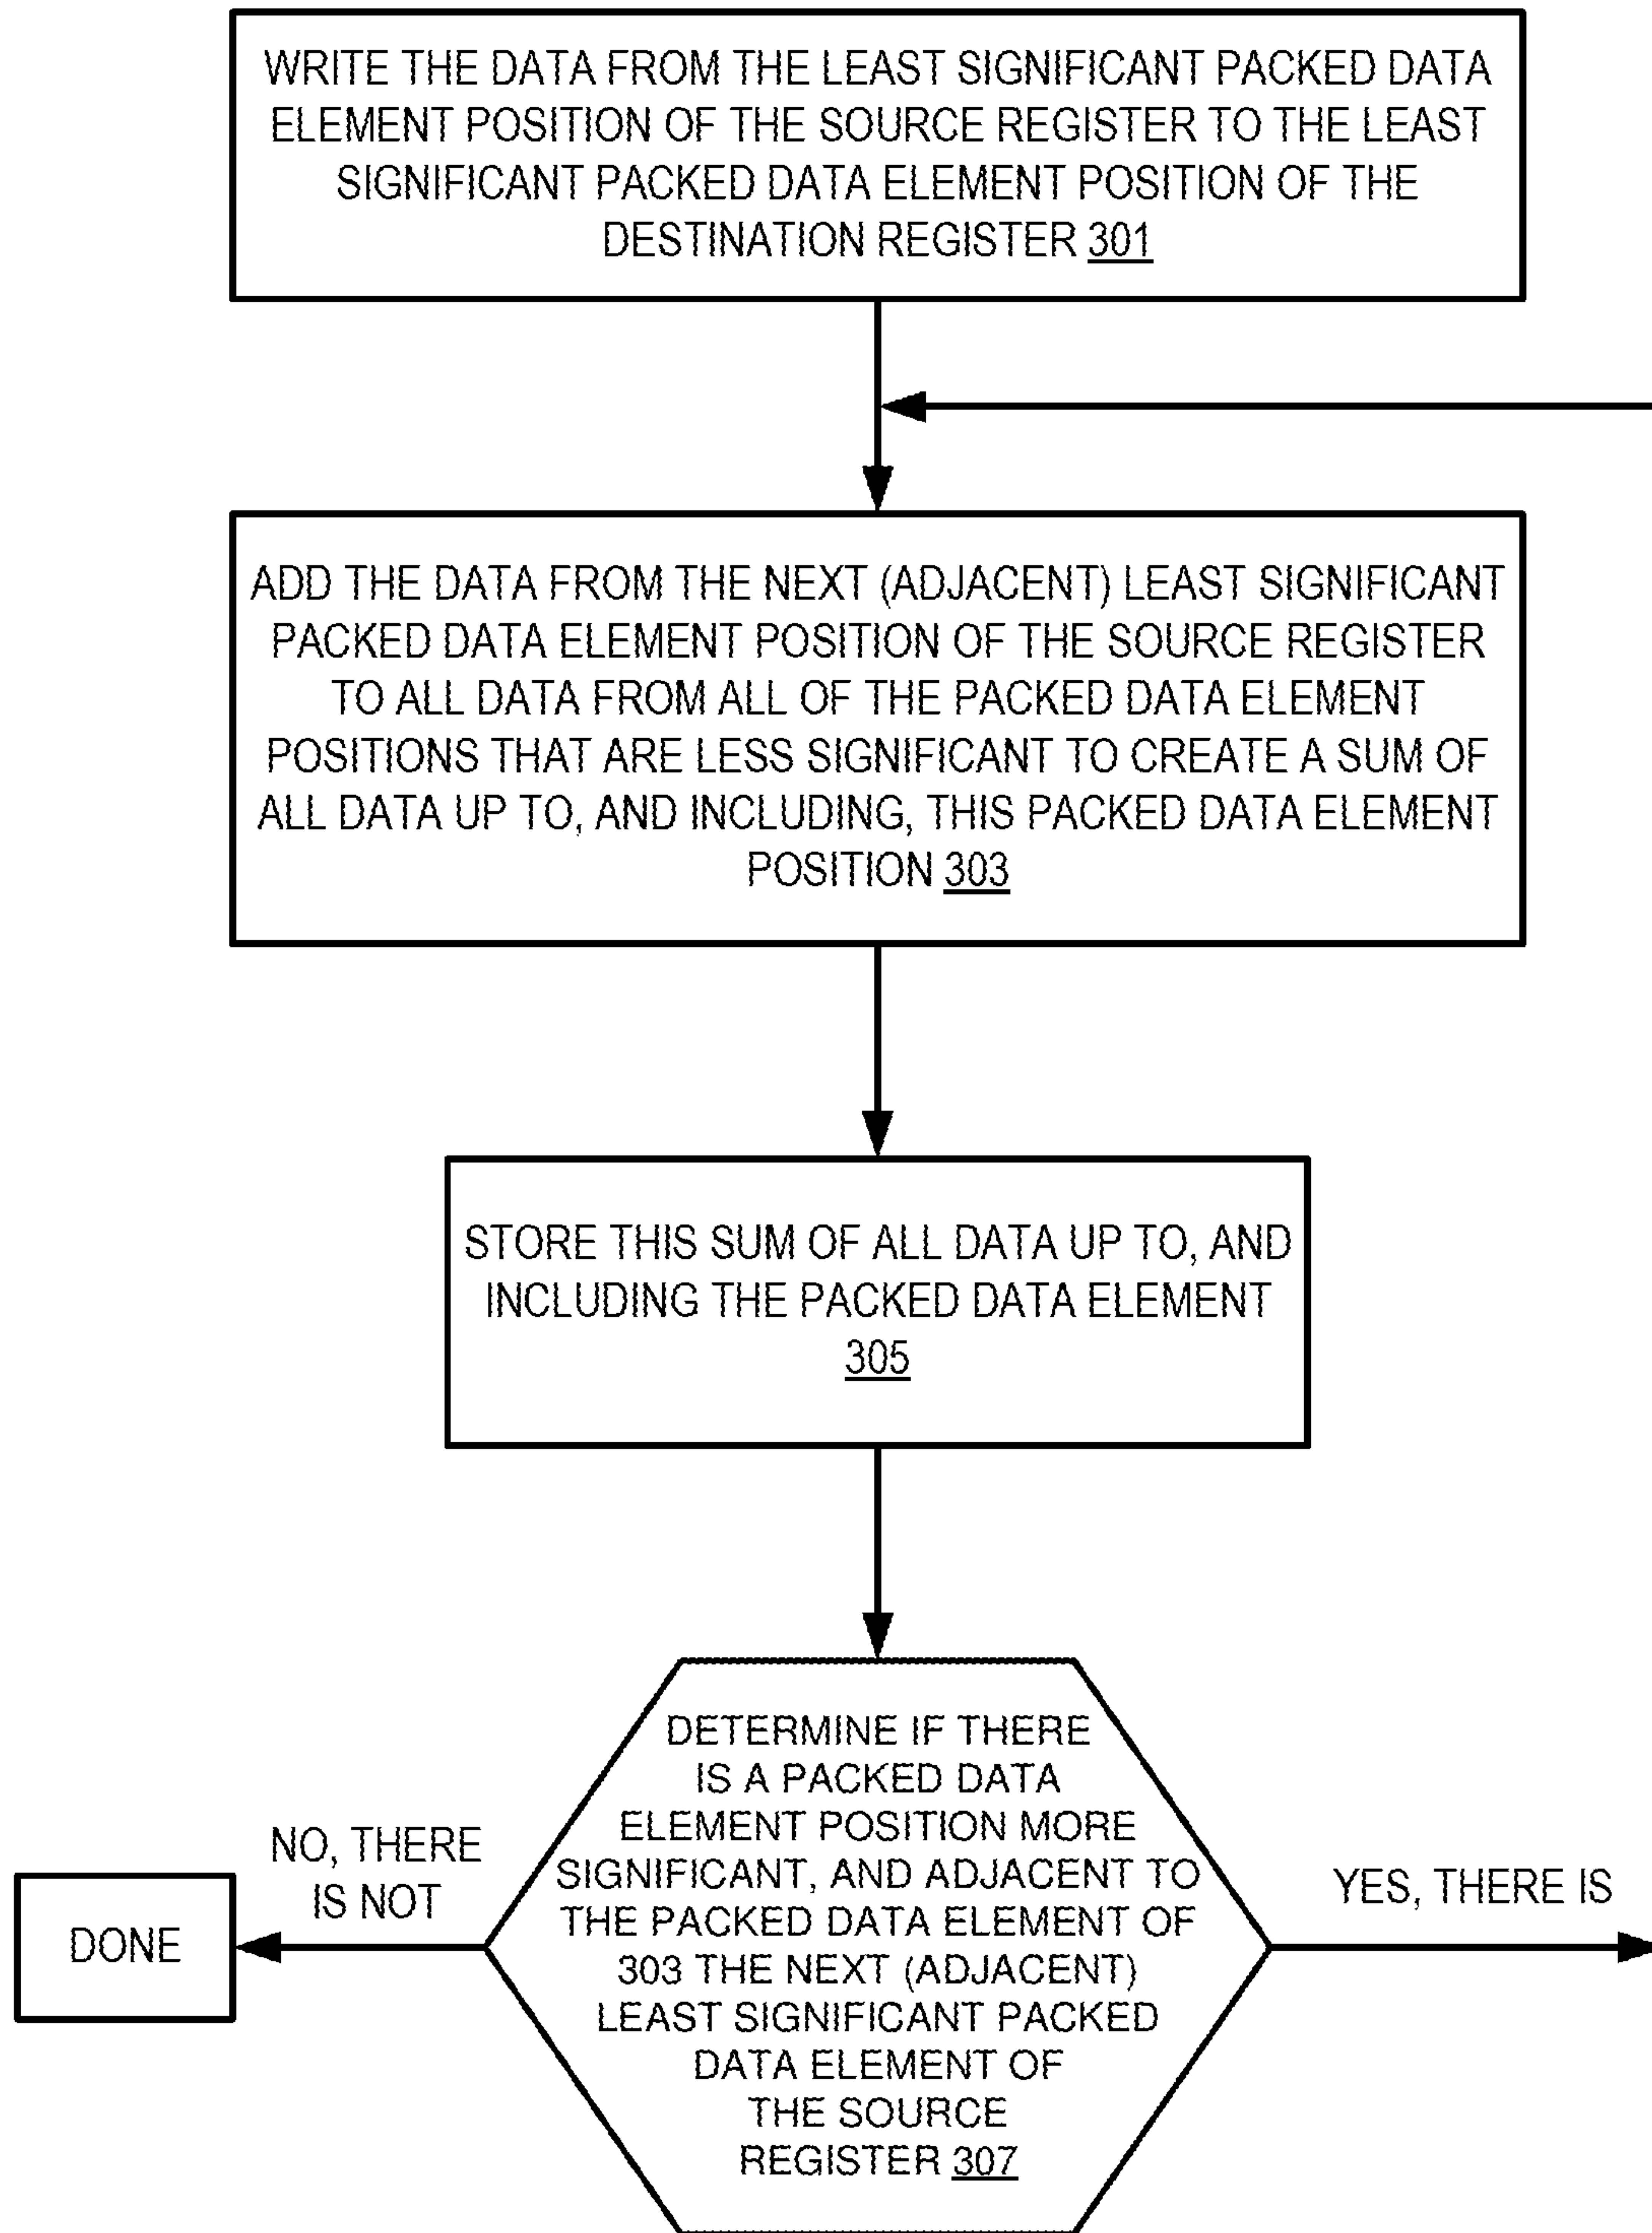 WRITE THE DATA FROM THE LEAST SIGNIFICANT PACKED DATA
ELEMENT POSITION OF THE SOURCE REGISTER TO THE LEAST
SIGNIFICANT PACKED DATA ELEMENT POSITION OF THE
DESTINATION REGISTER 301
ADD THE DATA FROM THE NEXT (ADJACENT) LEAST SIGNIFICANT
PACKED DATA ELEMENT POSITION OF THE SOURCE REGISTER
TO ALL DATA FROM ALL OF THE PACKED DATA ELEMENT
POSITIONS THAT ARE LESS SIGNIFICANT TO CREATE A SUM OF
ALL DATA UP TO, AND INCLUDING, THIS PACKED DATA ELEMENT
POSITION 303
STORE THIS SUM OF ALL DATA UP TO, AND
INCLUDING THE PACKED DATA ELEMENT
305
DETERMINE IF THERE
IS A PACKED DATA
ELEMENT POSITION MORE
SIGNIFICANT, AND ADJACENT TO
THE PACKED DATA ELEMENT OF
303 THE NEXT (ADJACENT)
LEAST SIGNIFICANT PACKED
DATA ELEMENT OF
THE SOURCE
REGISTER 307
NO, THERE
IS NOT
DONE
YES, THERE IS